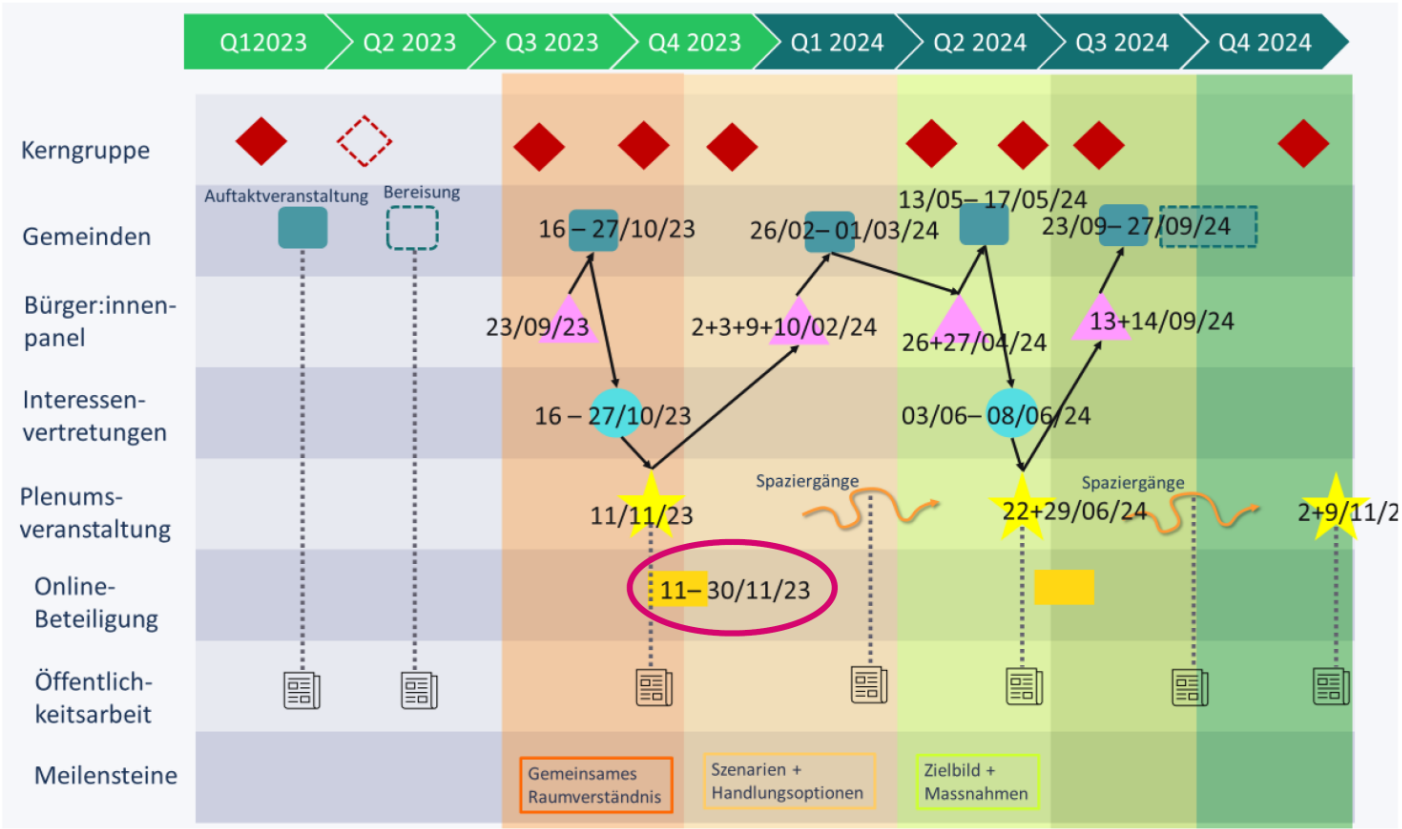 Q12023 Q2 2023 Q3 2023 Q4 2023 Q1 2024 Q2 2024 Q3 2024 Q4 2024
Kerngruppe
Auftaktveranstaltung Bereisung
13/05– 17/05/24
Gemeinden
16 – 27/10/23 26/02– 01/03/24 23/09– 27/09/24
Bürger:innen-
panel
23/09/23 2+3+9+10/02/24 26+27/04/24 13+14/09/24
Interessen-
vertretungen
16 – 27/10/23 03/06– 08/06/24
Plenums-
veranstaltung
Spaziergänge Spaziergänge
11/11/23 22+29/06/24 2+9/11/2
Online-
Beteiligung
11– 30/11/23
Öffentlich-
keitsarbeit
Meilensteine
Gemeinsames
Raumverständnis
Szenarien +
Handlungsoptionen
Zielbild +
Massnahmen